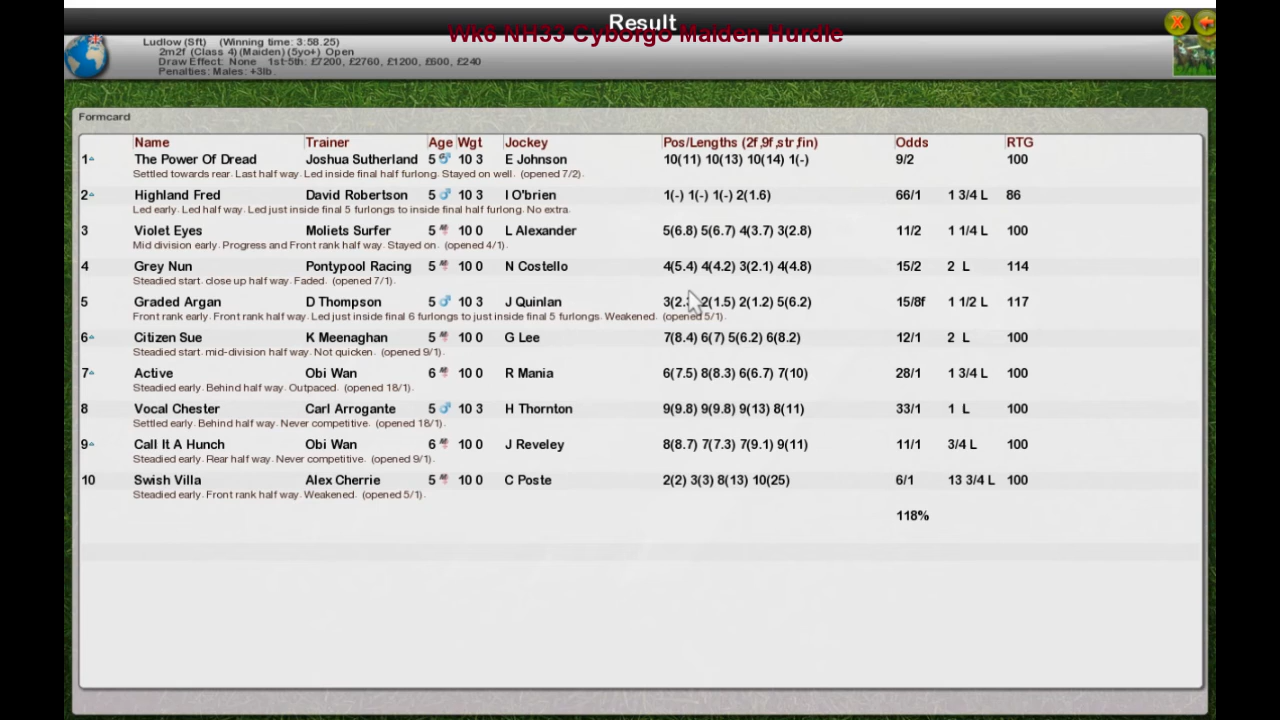 Result
Wk6 NH33 Cyborgo Maiden Hurdle
Ludlow (Sft) (Winning time: 3:58.25)
2m2f (Class 4) (Maiden) (5yo+) Open
Draw Effect: None 1st-5th: £7200, £2760, £1200, £600, £240
Penalties: Males: +3lb.
Formcard
Name Trainer Age Wgt Jockey Pos/Lengths (2f,9f,str,fin) Odds RTG
1 The Power Of Dread Joshua Sutherland 5 10 3 E Johnson 10(11) 10(13) 10(14) 1(-) 9/2 100
Settled towards rear. Last half way. Led inside final half furlong. Stayed on well. (opened 7/2).
2 Highland Fred David Robertson 5 10 3 I O'brien 1(-) 1(-) 1(-) 2(1.6) 66/1 1 3/4 L 86
Led early. Led half way. Led just inside final 5 furlongs to inside final half furlong. No extra.
3 Violet Eyes Moliets Surfer 5 10 0 L Alexander 5(6.8) 5(6.7) 4(3.7) 3(2.8) 11/2 1 1/4 L 100
Mid division early. Progress and Front rank half way. Stayed on. (opened 4/1).
4 Grey Nun Pontypool Racing 5 10 0 N Costello 4(5.4) 4(4.2) 3(2.1) 4(4.8) 15/2 2 L 114
Steadied start. close up half way. Faded. (opened 7/1).
5 Graded Argan D Thompson 5 10 3 J Quinlan 3(2. 2(1.5) 2(1.2) 5(6.2) 15/8f 1 1/2 L 117
Front rank early. Front rank half way. Led just inside final 6 furlongs to just inside final 5 furlongs. Weakened. (opened 5/1).
6 Citizen Sue K Meenaghan 5 10 0 G Lee 7(8.4) 6(7) 5(6.2) 6(8.2) 12/1 2 L 100
Steadied start. mid-division half way. Not quicken. (opened 9/1).
7 Active Obi Wan 6 10 0 R Mania 6(7.5) 8(8.3) 6(6.7) 7(10) 28/1 1 3/4 L 100
Steadied early. Behind half way. Outpaced. (opened 18/1).
8 Vocal Chester Carl Arrogante 5 10 3 H Thornton 9(9.8) 9(9.8) 9(13) 8(11) 33/1 1 L 100
Settled early. Behind half way. Never competitive. (opened 18/1).
9 Call It A Hunch Obi Wan 6 10 0 J Reveley 8(8.7) 7(7.3) 7(9.1) 9(11) 11/1 3/4 L 100
Steadied early. Rear half way. Never competitive. (opened 9/1).
10 Swish Villa Alex Cherrie 5 10 0 C Poste 2(2) 3(3) 8(13) 10(25) 6/1 13 3/4 L 100
Steadied early. Front rank half way. Weakened. (opened 5/1).
118%